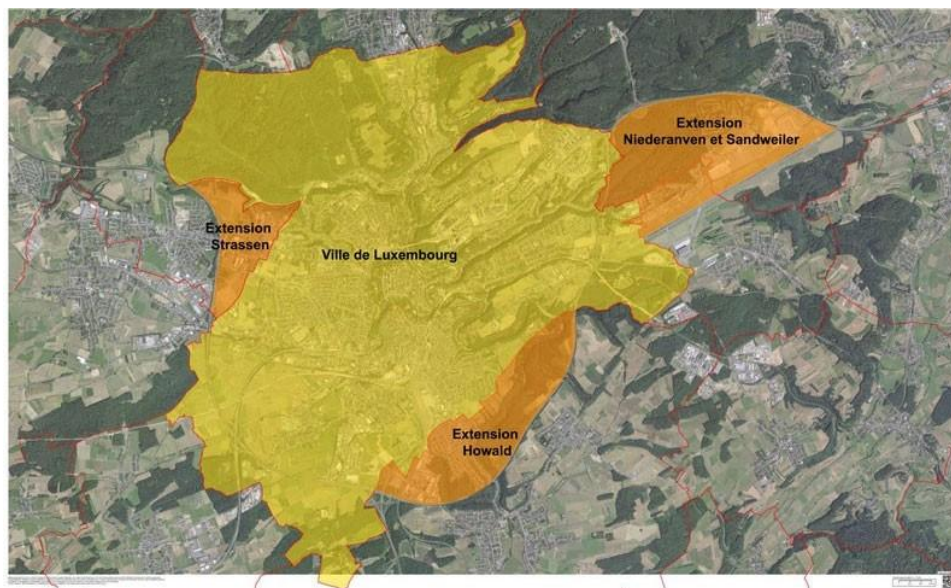 Extension
Niederanven et Sandweiler
Extension
Strassen
Ville de Luxembourg
Extension
Howald